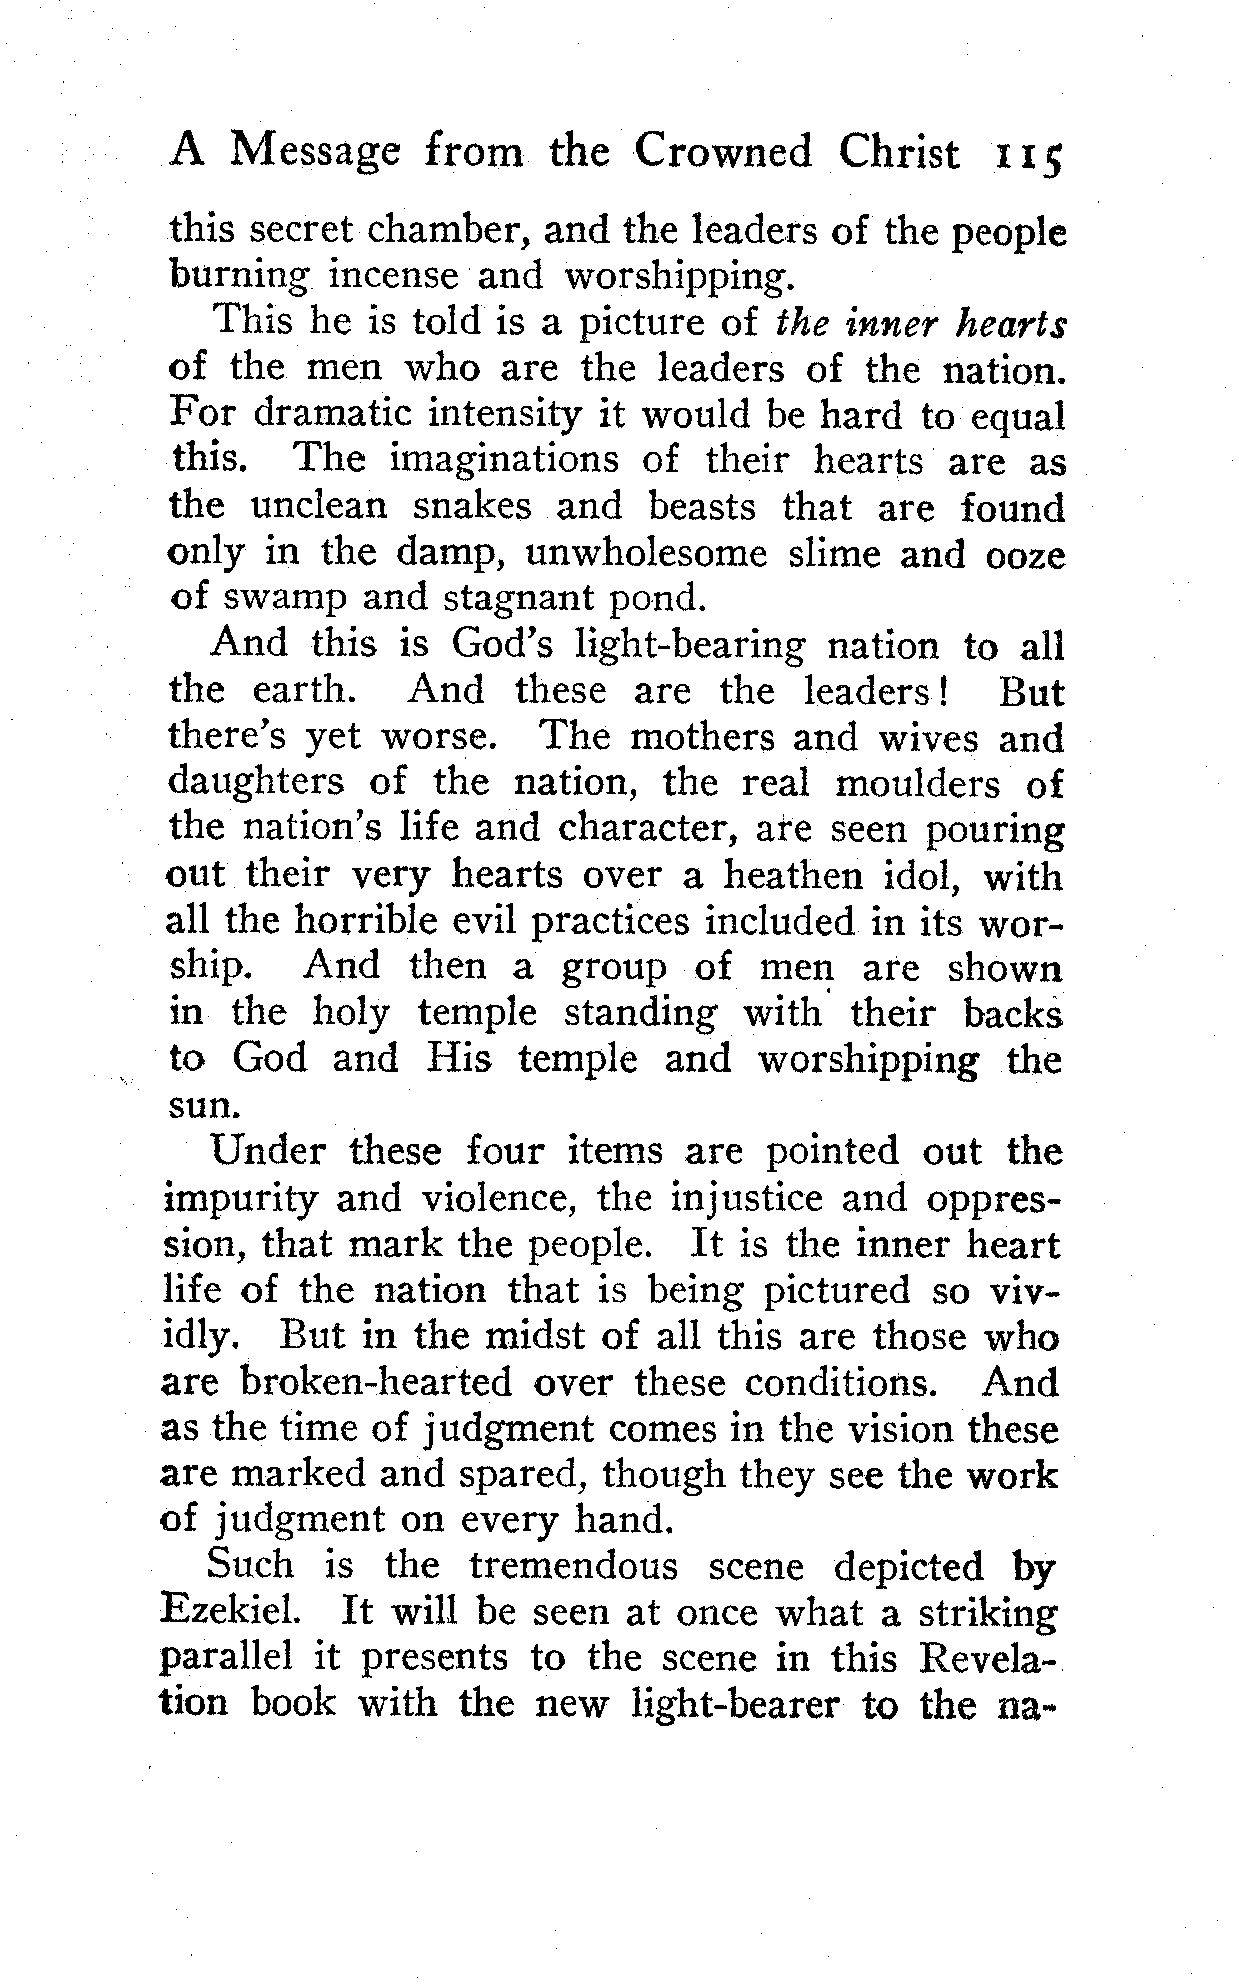 A Message from the Crowned Christ 115
this secret chamber, and the leaders of the people
burning incense and worshipping.
This he is told is a picture of the inner hearts
of the men who are the leaders of the nation.
For dramatic intensity it would be hard to equal
this. The imaginations of their hearts are as
the unclean snakes and beasts that are found
only in the damp, unwholesome slime and ooze
of swamp and stagnant pond.
And this is God's light-bearing nation to all
the earth. And these are the leaders! But
there's yet worse. The mothers and wives and
daughters of the nation, the real moulders of
the nation's life and character, are seen pouring
out their very hearts over a heathen idol, with
all the horrible evil practices included in its wor-
ship. And then a group of men are shown
in the holy temple standing with their backs
to God and His temple and worshipping the
sun.
Under these four items are pointed out the
impurity and violence, the injustice and oppres-
sion, that mark the people. It is the inner heart
life of the nation that is being pictured so viv-
idly. But in the midst of all this are those who
are broken-hearted over these conditions. And
as the time of judgment comes in the vision these
are marked and spared, though they see the work
of judgment on every hand.
Such is the tremendous scene depicted by
Ezekiel. It will be seen at once what a striking
parallel it presents to the scene in this Revela-
tion book with the new light-bearer to the na-